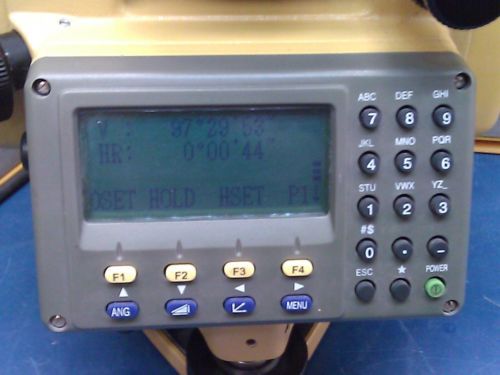 V : 97°29'53"
HR: 0°00'44"
OSET HOLD HSET P1↓
ABC DEF GHI
7 8 9
JKL MNO PQR
4 5 6
STU VWX YZ_
1 2 3
#$
0 . −
ESC ★ POWER
F1 F2 F3 F4
▲ ▼ ◀ ▶
ANG MENU